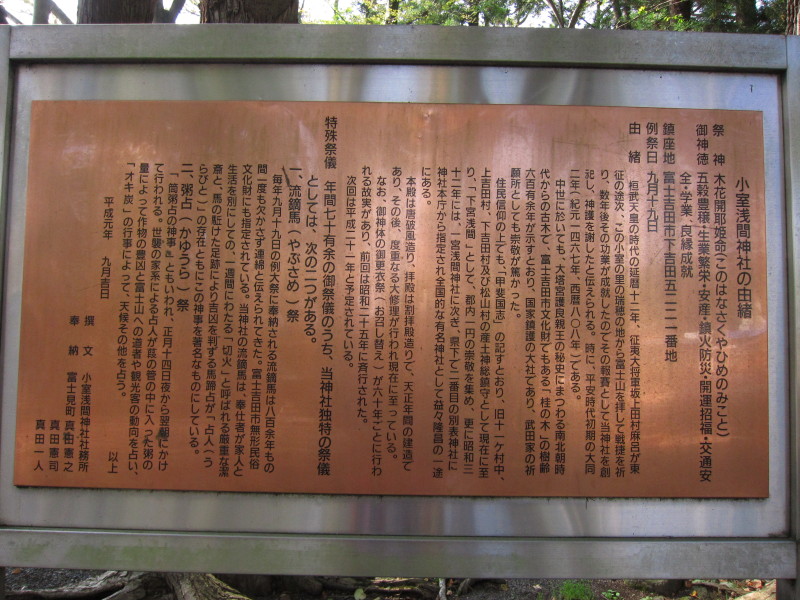 小室浅間神社の由緒
祭　神　木花開耶姫命(このはなさくやひめのみこと)
御神徳　五穀豊穣・生業繁栄・安産・鎮火防災・開運招福・交通安
全・学業・良縁成就
鎮座地　富士吉田市下吉田五二二一番地
例祭日　九月十九日
由　緒　桓武天皇の時代の延暦十二年、征夷大将軍坂上田村麻呂が東
征の途次、この小室の里の瑞穂の地から富士山を拝して戦捷を祈
り、数年後その功業が成就したのでその報賽として当神社を創
祀し、神護を謝したと伝えられる。時に、平安時代初期の大同
二年(紀元一四六七年・西暦八〇八年)である。
中世に於いても、大塔宮護良親王の秘史にまつわる南北朝時
代からの古木で、富士吉田市文化財でもある「桂の木」の樹齢
六百有余年が示すとおり、国家鎮護の大社であり、武田家の祈
願所としても崇敬が篤かった。
住民信仰の上でも「甲斐国志」の記すとおり、旧十一ケ村中、
上吉田村、下吉田村及び松山村の産土神総鎮守として現在に至
り、「下宮浅間」として、郡内一円の崇敬を集め、更に昭和三
十二年には、一宮浅間神社に次ぎ、県下で二番目の別表神社に
神社本庁から指定され全国的な有名神社として益々隆昌の一途
にある。
本殿は唐破風造り、拝殿は割拝殿造りで、天正年間の建造で
あり、その後、度重なる大修理が行われ現在に至っている。
なお、御神体の御更衣祭(お召し替え)が六十年ごとに行わ
れる故実があり、前回は昭和二十五年に斉行された。
次回は平成二十一年と予定されている。
特殊祭儀　年間七十有余の御祭儀のうち、当神社独特の祭儀
としては、次の二つがある。
一、流鏑馬(やぶさめ)祭
毎年九月十九日の例大祭に奉納される流鏑馬は八百余年もの
間一度も欠かさず連綿と伝えられてきた。富士吉田市無形民俗
文化財にも指定されている。当神社の流鏑馬は、奉仕者が家人と
生活を別にしての、一週間にわたる「切火」と呼ばれる厳重な潔
斎と、馬の駈けた足跡により吉凶を判ずる馬蹄占が「占人(う
らびと)」の存在とともにこの神事を著名なものにしている。
二、粥占(かゆうら)祭
「筒粥占の神事」ともいわれ、正月十四日夜から翌朝にかけ
て行われる。世襲の家系による占人が葭の筒の中に入った粥の
量によって作物の豊凶と富士山への道者や観光客の動向を占い、
「オキ炭」の行事によって、天候その他を占う。
以上
平成元年　九月吉日
撰　文　小室浅間神社社務所
奉　納　富士見町　真田憲之
真田憲司
真田一人